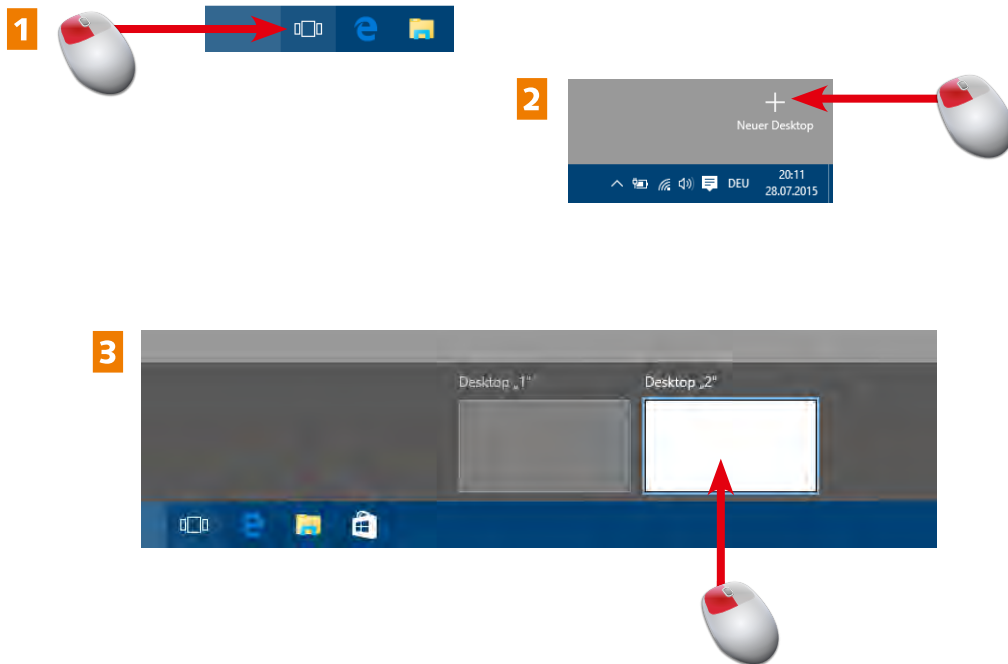 1
2
Neuer Desktop
DEU
20:11
28.07.2015
3
Desktop „1“
Desktop „2“